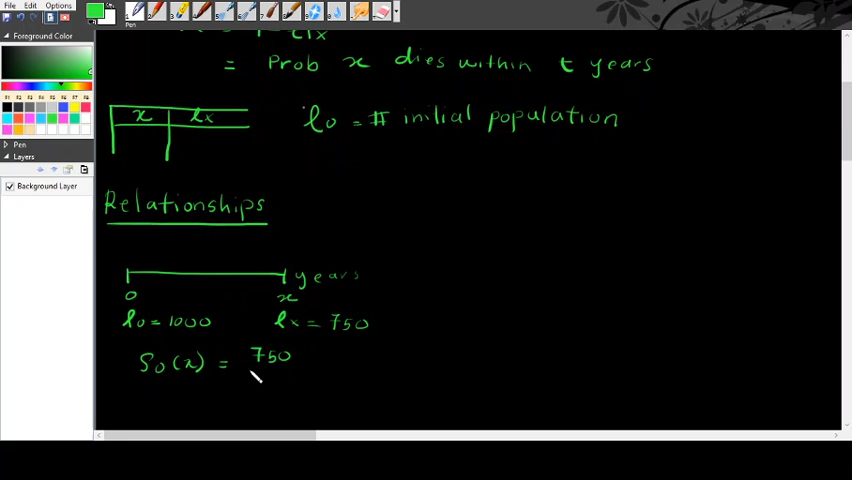 File Edit Options
Pen
Foreground Color
= Prob x dies within t years
x lx
l0 = # initial population
Pen
Layers
Background Layer
Relationships
years
0 x
l0 = 1000 lx = 750
S0(x) = 750